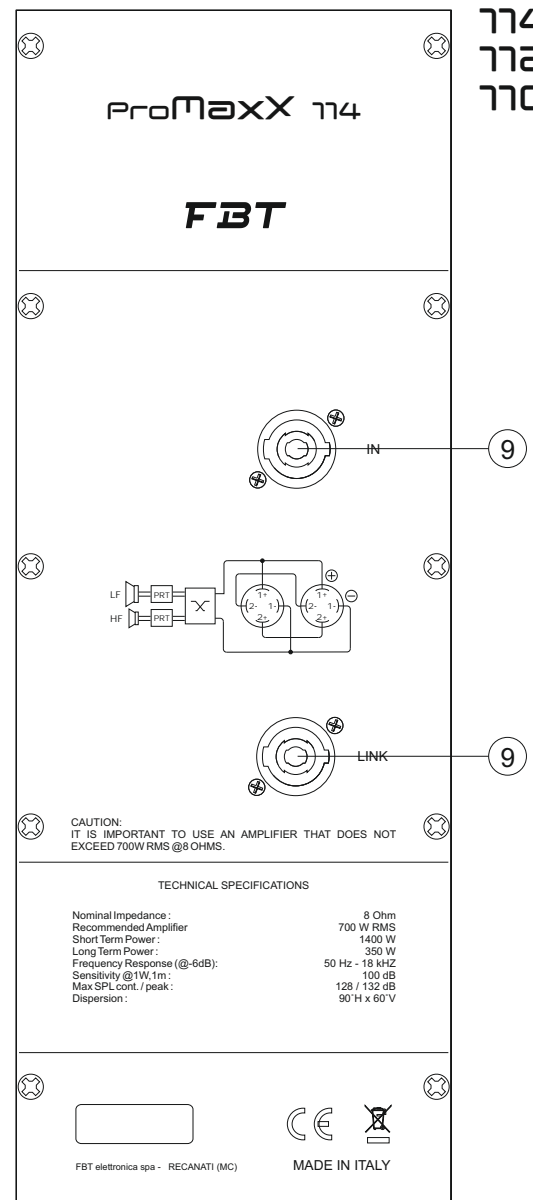 ProMaxX 114
114
FBT
IN
9
LF
PRT
HF
PRT
1+
2-
1-
2+
1+
2-
1-
2+
LINK
9
CAUTION:
IT IS IMPORTANT TO USE AN AMPLIFIER THAT DOES NOT
EXCEED 700W RMS @8 OHMS.
TECHNICAL SPECIFICATIONS
Nominal Impedance : 8 Ohm
Recommended Amplifier 700 W RMS
Short Term Power : 1400 W
Long Term Power : 350 W
Frequency Response (@-6dB): 50 Hz - 18 kHZ
Sensitivity @1W,1m : 100 dB
Max SPL cont. / peak : 128 / 132 dB
Dispersion : 90˚H x 60˚V
CE
FBT elettronica spa - RECANATI (MC)
MADE IN ITALY